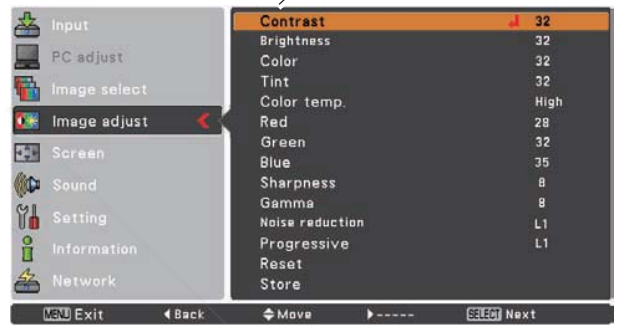 Input
PC adjust
Image select
Image adjust
Screen
Sound
Setting
Information
Network
Contrast 32
Brightness 32
Color 32
Tint 32
Color temp. High
Red 28
Green 32
Blue 35
Sharpness 8
Gamma 8
Noise reduction L1
Progressive L1
Reset
Store
MENU Exit Back Move ----- SELECT Next